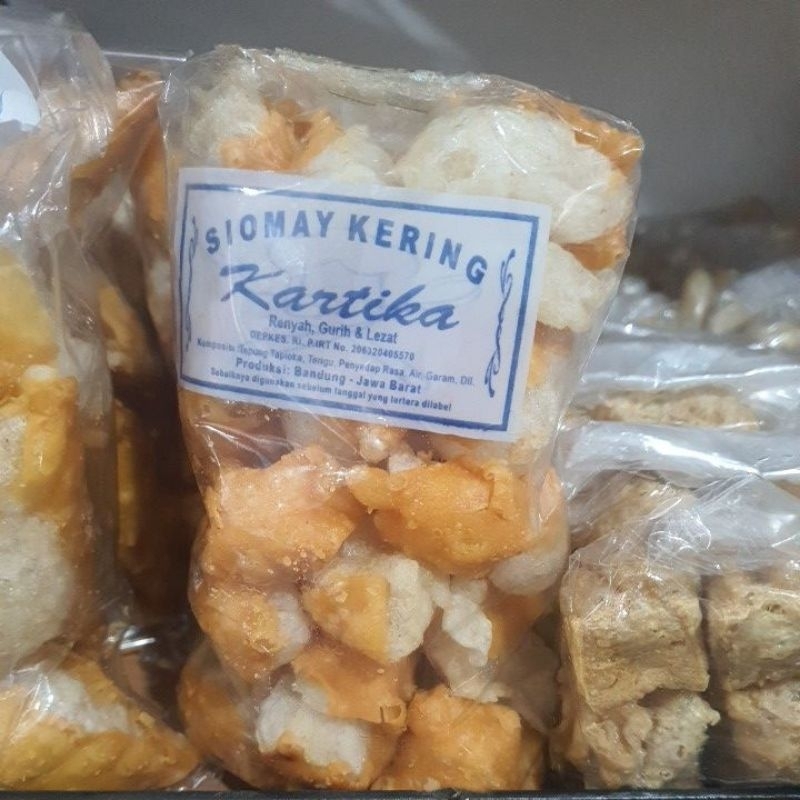 SIOMAY KERING
Kartika
Renyah, Gurih & Lezat
DEPKES. RI. P-IRT No. 206320405570
Komposisi: Tepung Tapioka, Terigu, Penyedap Rasa, Air, Garam, Dll.
Produksi: Bandung - Jawa Barat
Sebaiknya digunakan sebelum tanggal yang tertera dilabel